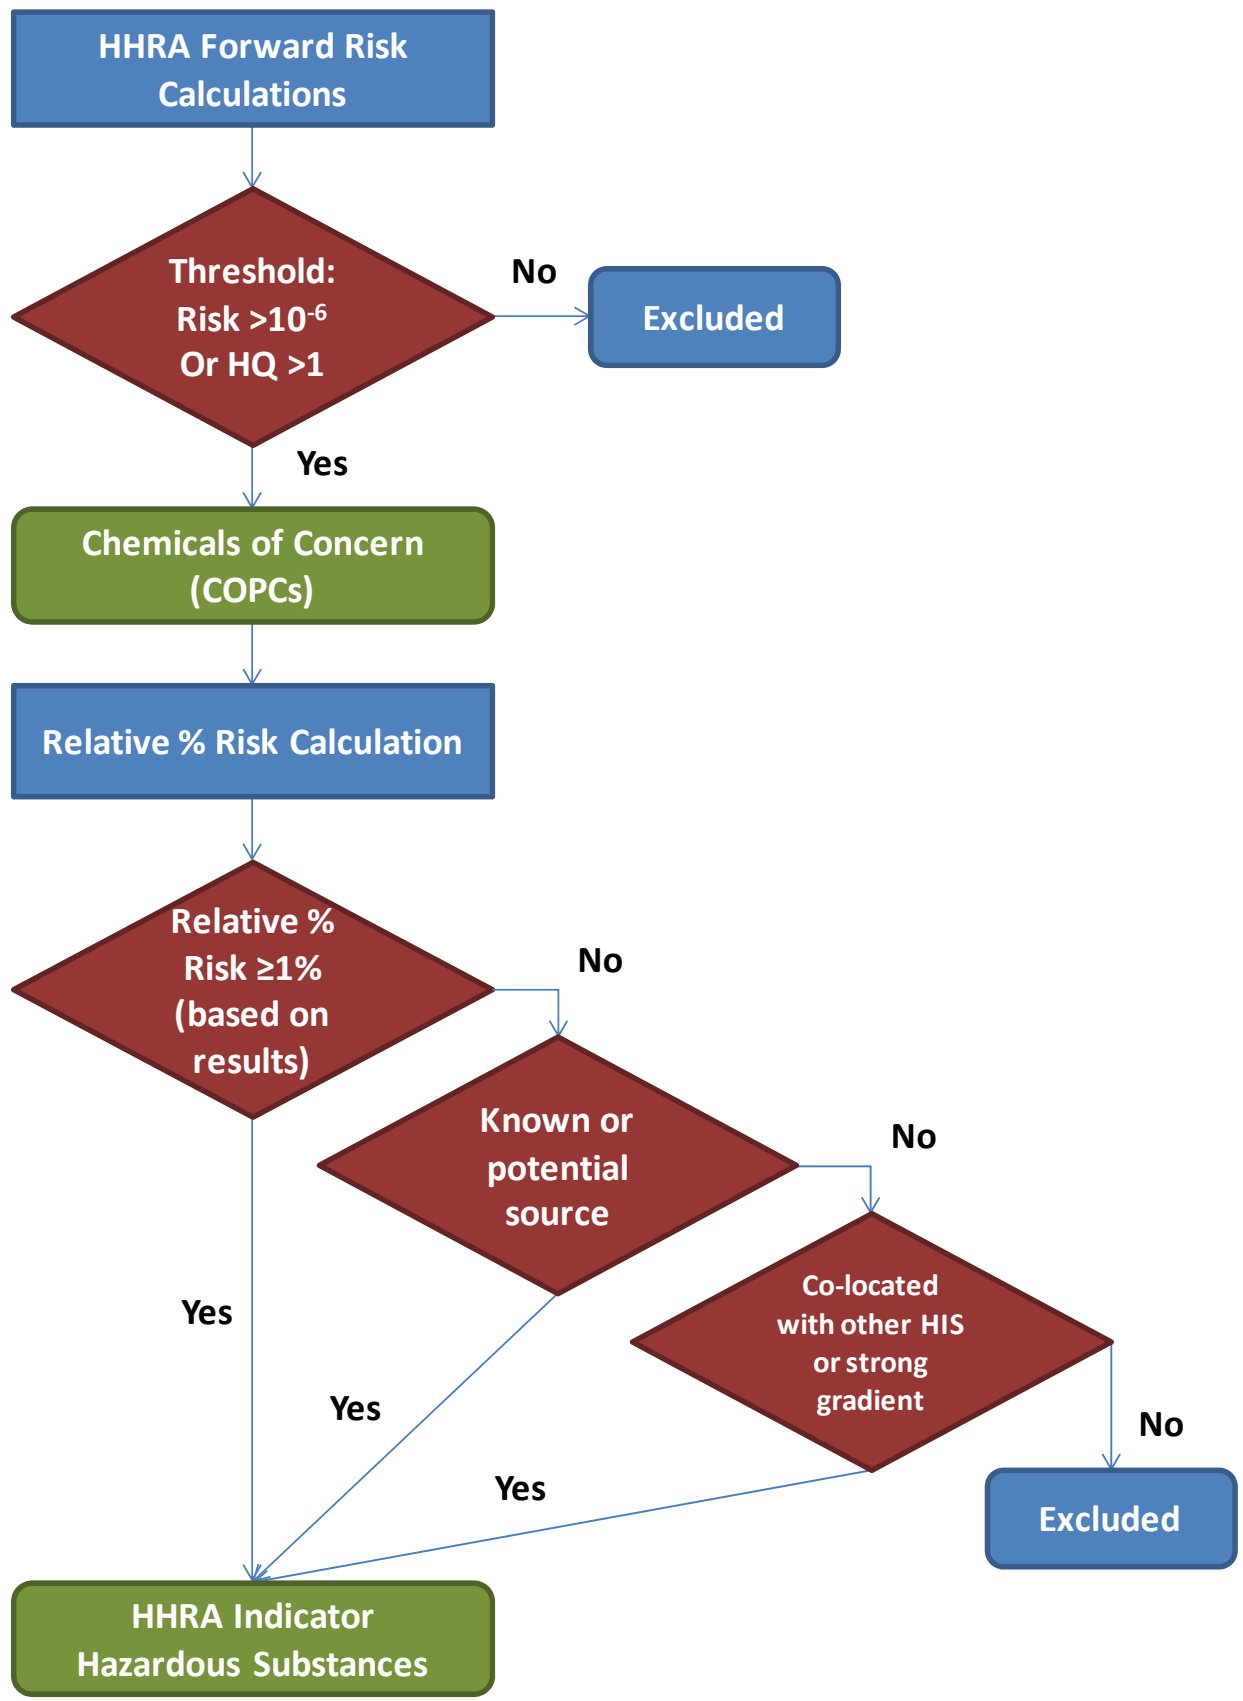 HHRA Forward Risk
Calculations
Threshold:
Risk >10⁻⁶
Or HQ >1
No
Excluded
Yes
Chemicals of Concern
(COPCs)
Relative % Risk Calculation
Relative %
Risk ≥1%
(based on
results)
No
Known or
potential
source
No
Co-located
with other HIS
or strong
gradient
Yes
Yes
No
Yes
Excluded
HHRA Indicator
Hazardous Substances